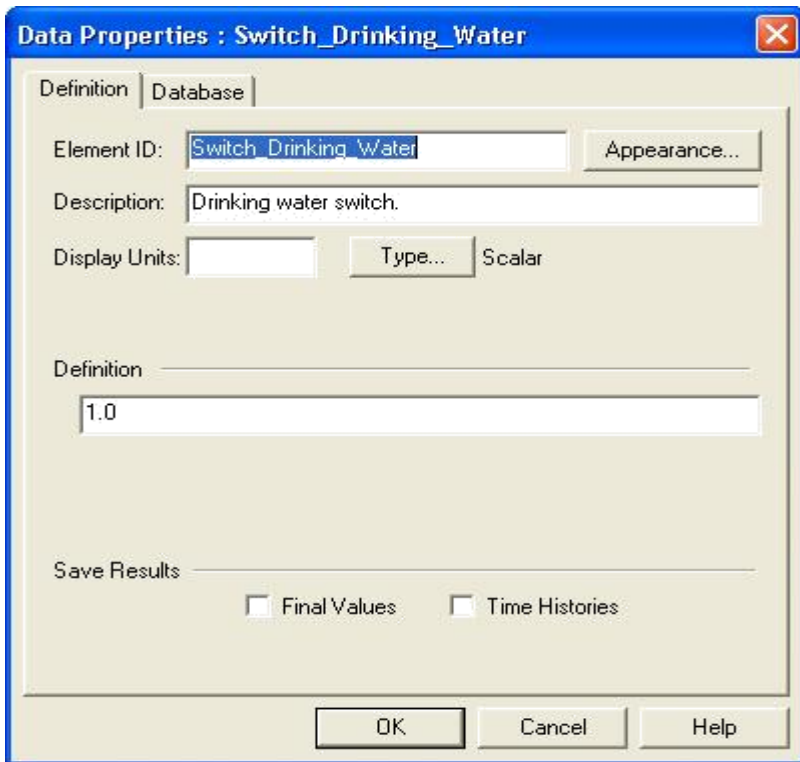 Data Properties : Switch_Drinking_Water
Definition Database
Element ID: Switch_Drinking_Water Appearance...
Description: Drinking water switch.
Display Units: Type... Scalar
Definition
1.0
Save Results
Final Values Time Histories
OK Cancel Help